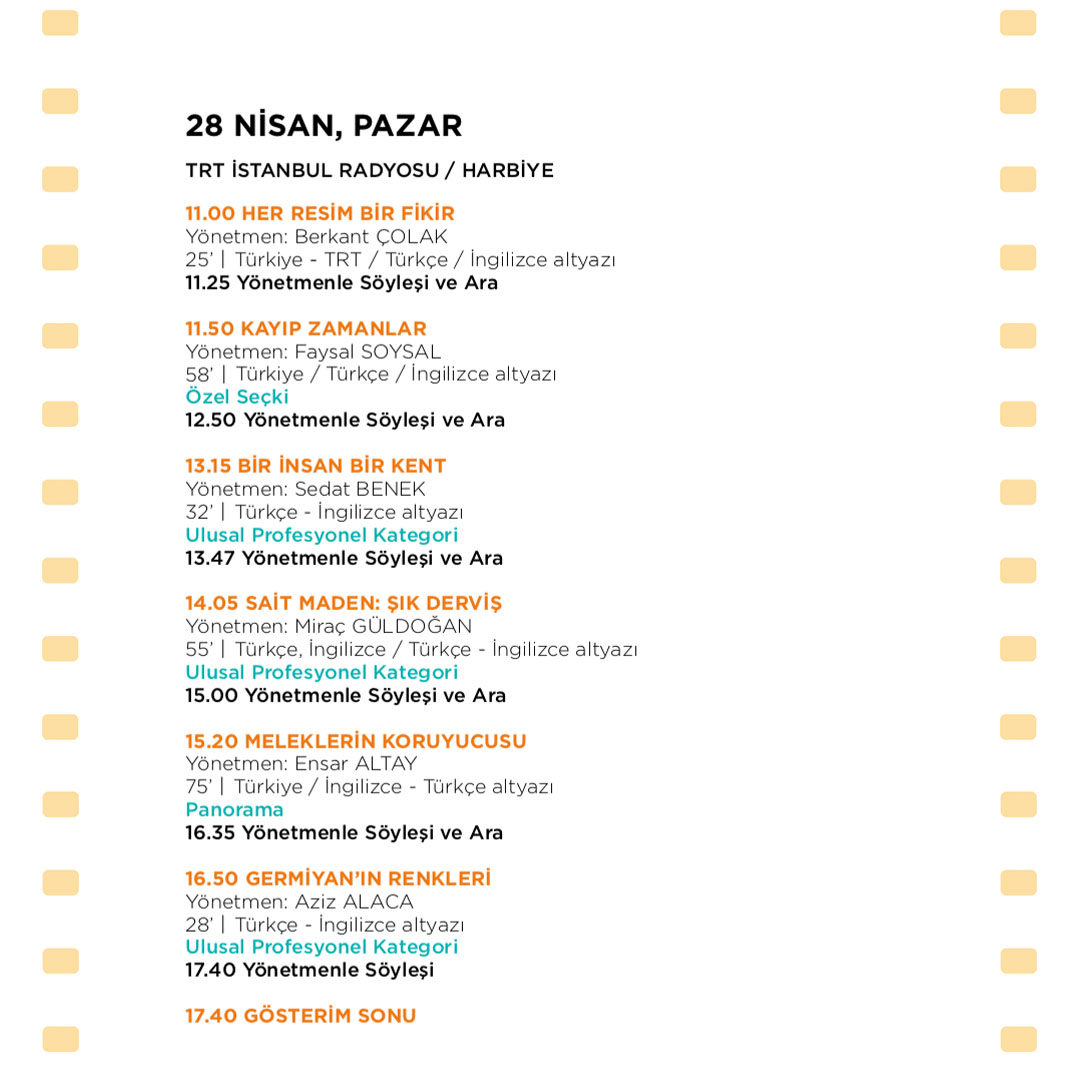 28 NİSAN, PAZAR
TRT İSTANBUL RADYOSU / HARBİYE
11.00 HER RESİM BİR FİKİR
Yönetmen: Berkant ÇOLAK
25’ | Türkiye - TRT / Türkçe / İngilizce altyazı
11.25 Yönetmenle Söyleşi ve Ara
11.50 KAYIP ZAMANLAR
Yönetmen: Faysal SOYSAL
58’ | Türkiye / Türkçe / İngilizce altyazı
Özel Seçki
12.50 Yönetmenle Söyleşi ve Ara
13.15 BİR İNSAN BİR KENT
Yönetmen: Sedat BENEK
32’ | Türkçe - İngilizce altyazı
Ulusal Profesyonel Kategori
13.47 Yönetmenle Söyleşi ve Ara
14.05 SAİT MADEN: ŞIK DERVİŞ
Yönetmen: Miraç GÜLDOĞAN
55’ | Türkçe, İngilizce / Türkçe - İngilizce altyazı
Ulusal Profesyonel Kategori
15.00 Yönetmenle Söyleşi ve Ara
15.20 MELEKLERİN KORUYUCUSU
Yönetmen: Ensar ALTAY
75’ | Türkiye / İngilizce - Türkçe altyazı
Panorama
16.35 Yönetmenle Söyleşi ve Ara
16.50 GERMİYAN’IN RENKLERİ
Yönetmen: Aziz ALACA
28’ | Türkçe - İngilizce altyazı
Ulusal Profesyonel Kategori
17.40 Yönetmenle Söyleşi
17.40 GÖSTERİM SONU